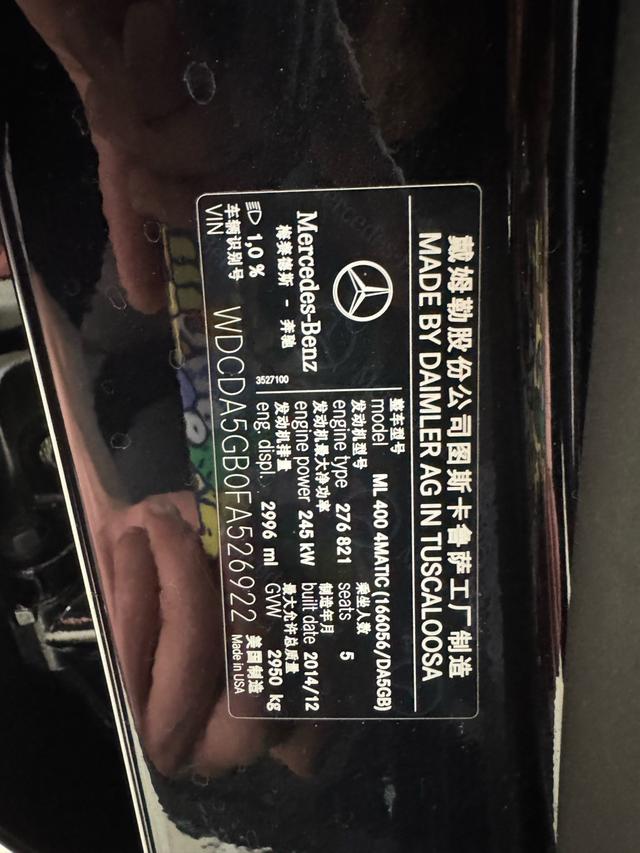 戴姆勒股份公司图斯卡鲁萨工厂制造
MADE BY DAIMLER AG IN TUSCALOOSA
Mercedes-Benz
梅赛德斯 - 奔驰
1,0 %
3527100
整车型号
model ML 400 4MATIC (166056/DA5GB)
发动机型号 乘坐人数
engine type 276 821 seats 5
发动机最大净功率 制造年月
engine power 245 kW built date 2014/12
发动机排量 最大允许总质量
eng. displ. 2996 ml GVW 2950 kg
车辆识别号 美国制造
VIN WDCDA5GB0FA526922 Made in USA